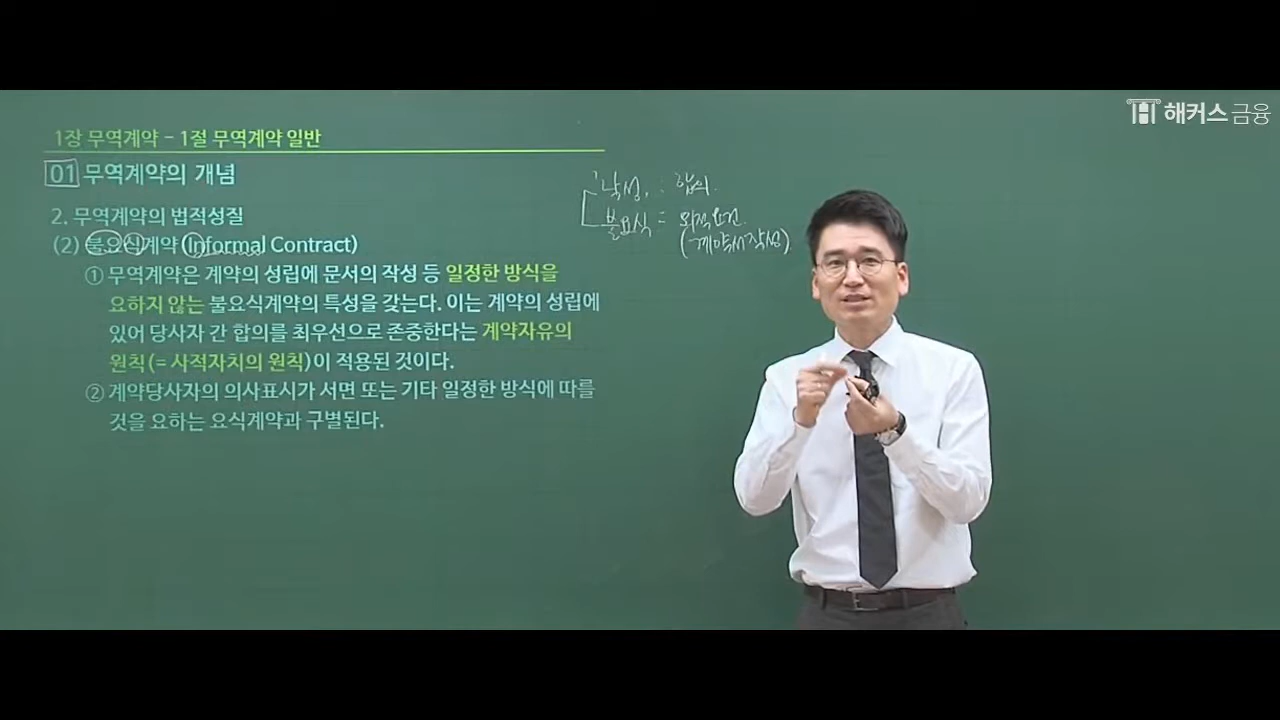 해커스 금융
1장 무역계약 - 1절 무역계약 일반
01 무역계약의 개념
2. 무역계약의 법적성질
(2) 불요식계약 (Informal Contract)
① 무역계약은 계약의 성립에 문서의 작성 등 일정한 방식을
요하지 않는 불요식계약의 특성을 갖는다. 이는 계약의 성립에
있어 당사자 간 합의를 최우선으로 존중한다는 계약자유의
원칙(= 사적자치의 원칙)이 적용된 것이다.
② 계약당사자의 의사표시가 서면 또는 기타 일정한 방식에 따를
것을 요하는 요식계약과 구별된다.
낙성 : 합의.
불요식 = 외적요건.
(계약서작성)